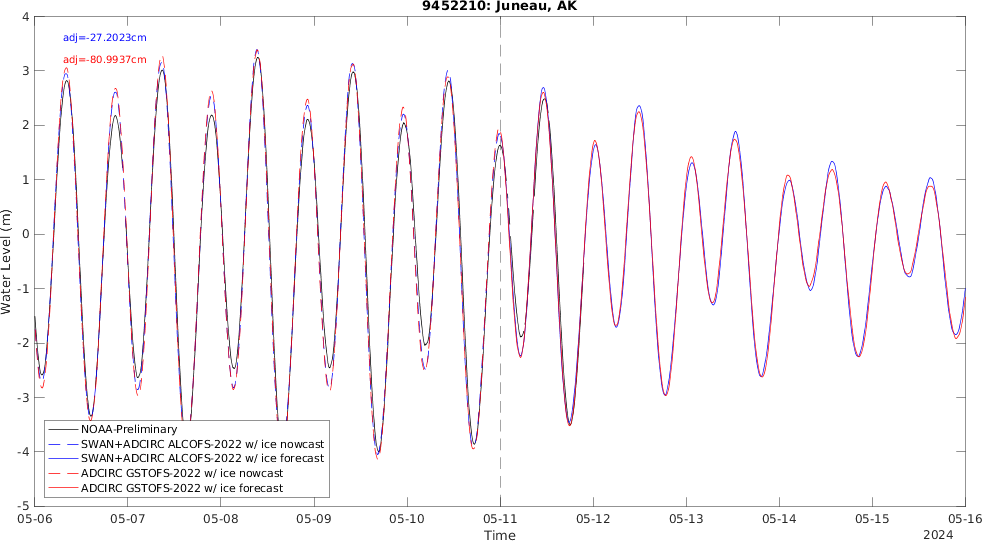 9452210: Juneau, AK
adj=-27.2023cm
adj=-80.9937cm
4
3
2
1
0
-1
-2
-3
-4
-5
Water Level (m)
NOAA-Preliminary
SWAN+ADCIRC ALCOFS-2022 w/ ice nowcast
SWAN+ADCIRC ALCOFS-2022 w/ ice forecast
ADCIRC GSTOFS-2022 w/ ice nowcast
ADCIRC GSTOFS-2022 w/ ice forecast
05-06 05-07 05-08 05-09 05-10 05-11 05-12 05-13 05-14 05-15 05-16
Time
2024